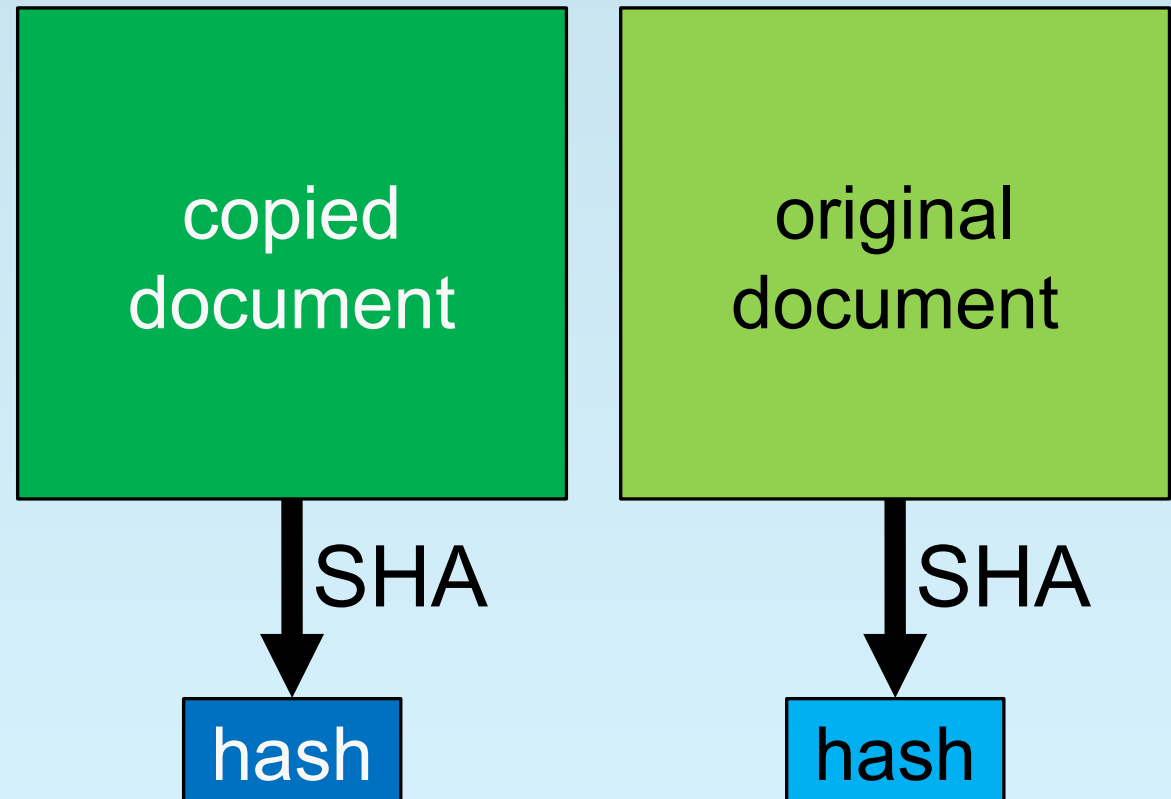 copied
document
original
document
SHA
SHA
hash
hash